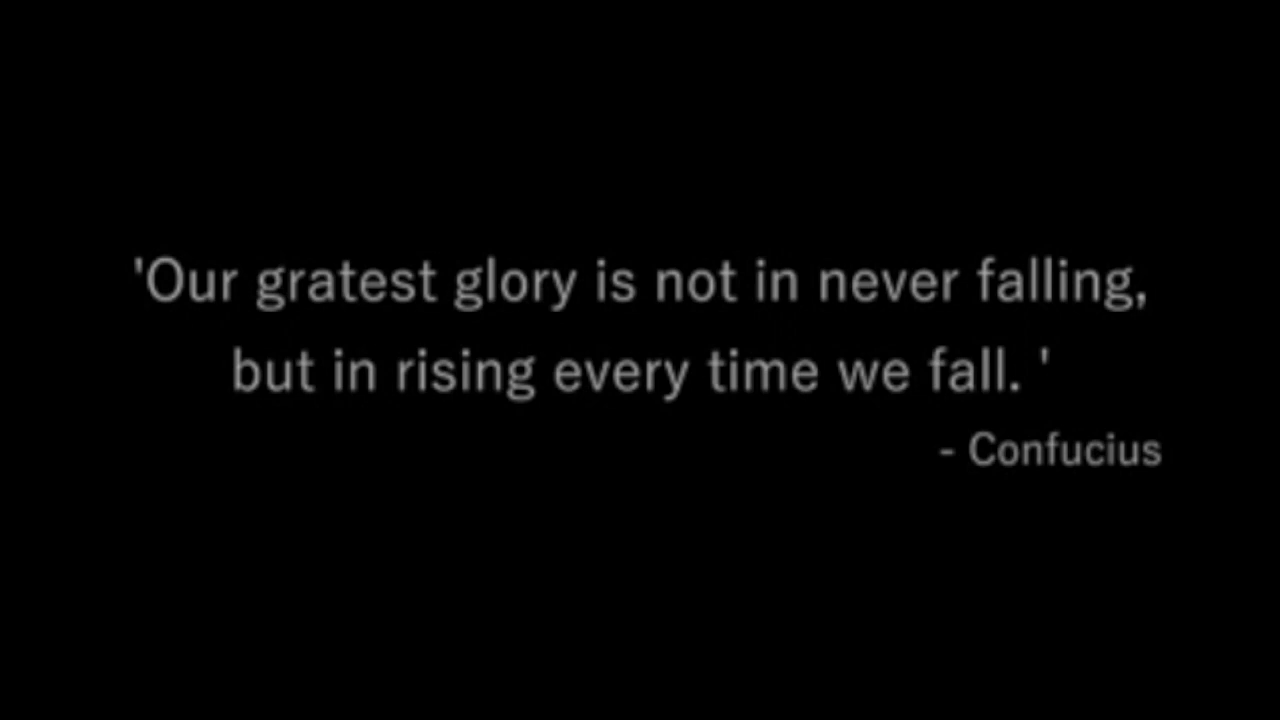 'Our gratest glory is not in never falling,
but in rising every time we fall. '
- Confucius